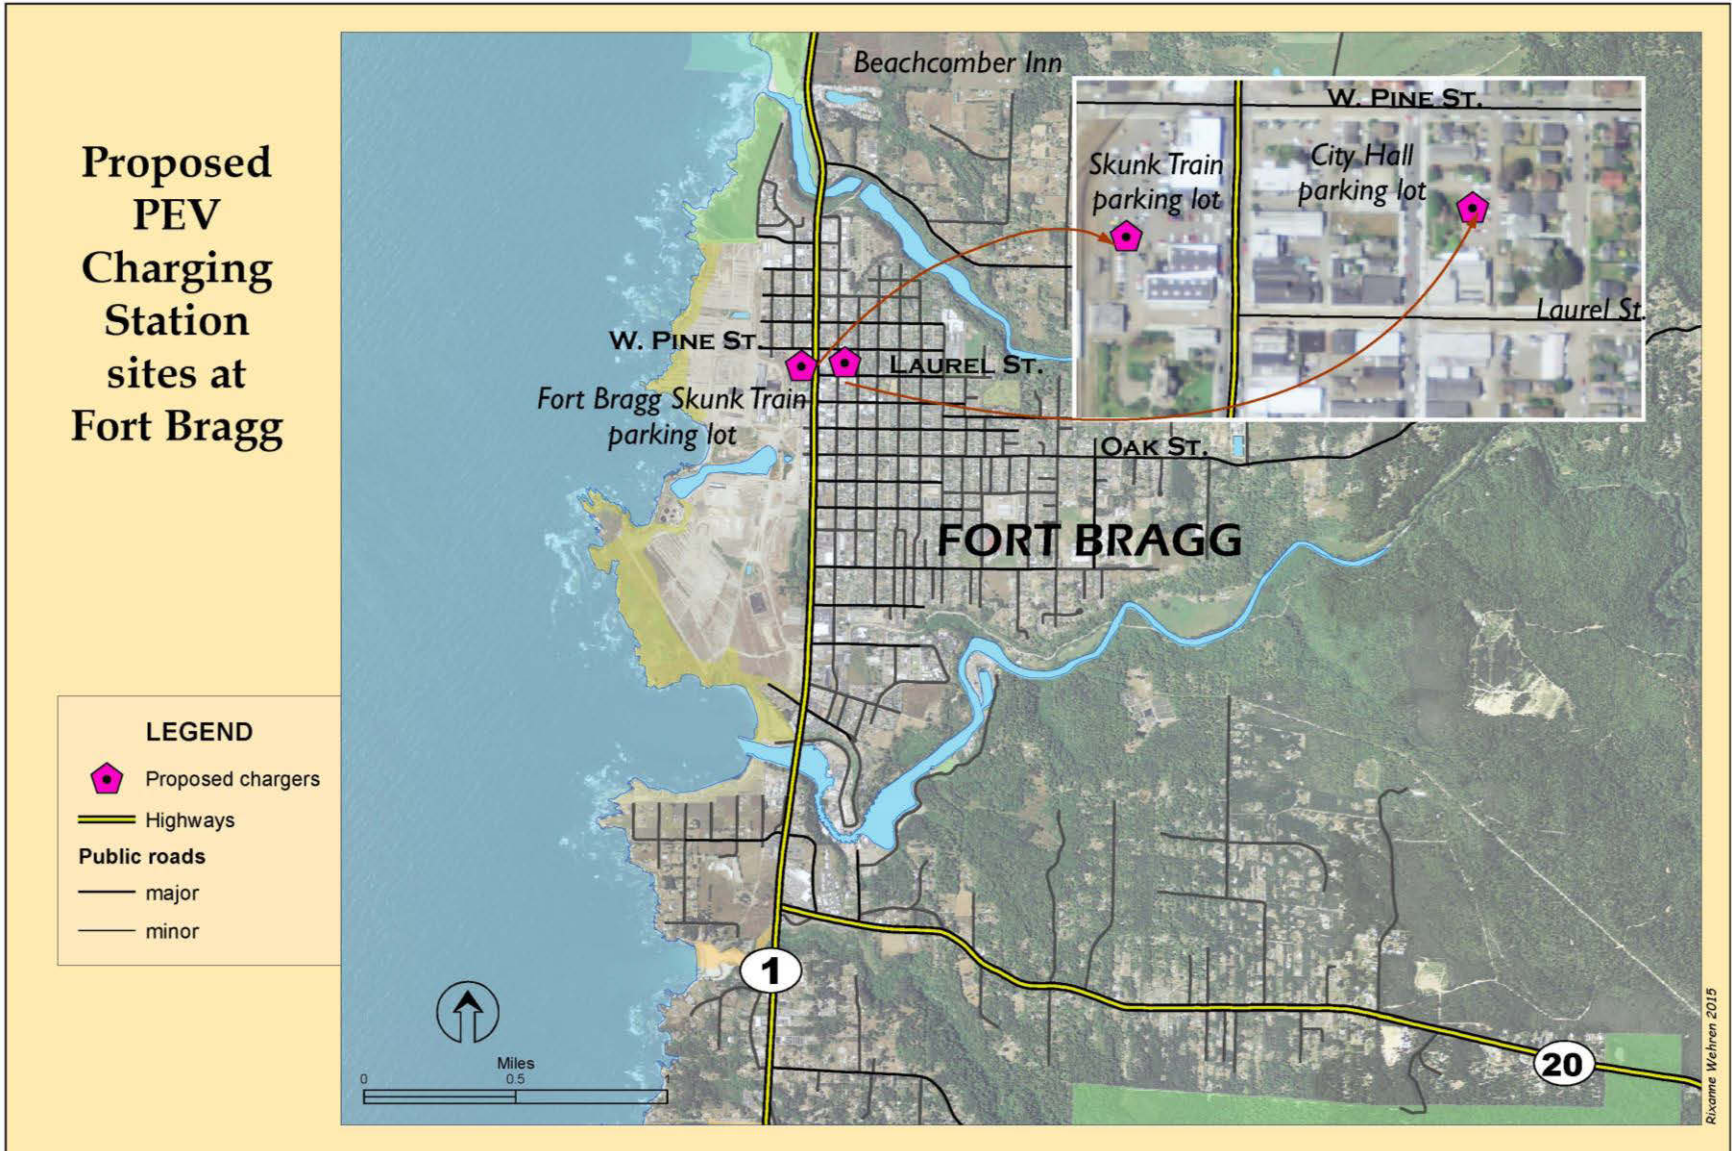 Proposed
PEV
Charging
Station
sites at
Fort Bragg
Beachcomber Inn
W. PINE ST.
Skunk Train
parking lot
City Hall
parking lot
Laurel St.
W. PINE ST.
LAUREL ST.
Fort Bragg Skunk Train
parking lot
OAK ST.
FORT BRAGG
LEGEND
Proposed chargers
Highways
Public roads
major
minor
1
20
Miles
0 0.5 1
Rixanne Wehren 2015